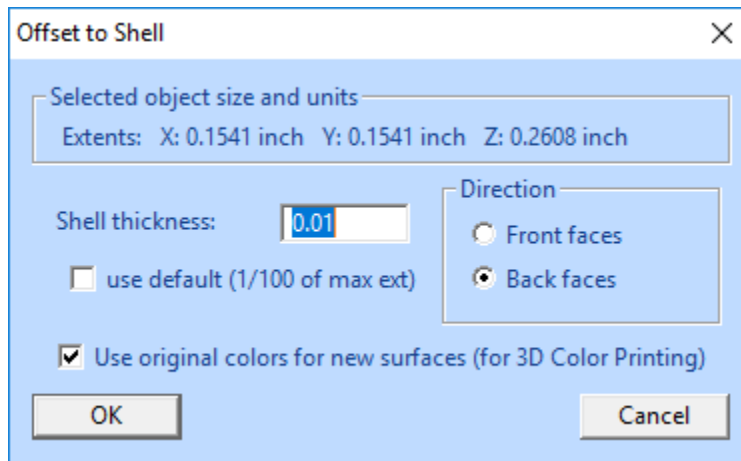 Offset to Shell
Selected object size and units
Extents: X: 0.1541 inch Y: 0.1541 inch Z: 0.2608 inch
Shell thickness: 0.01
use default (1/100 of max ext)
Direction
Front faces
Back faces
Use original colors for new surfaces (for 3D Color Printing)
OK Cancel